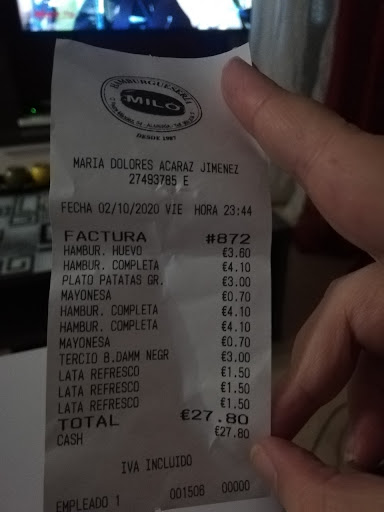 HAMBURGUESERIA
MILO
DESDE 1987
MARIA DOLORES ACARAZ JIMENEZ
27493785 E
FECHA 02/10/2020 VIE HORA 23:44
FACTURA #872
HAMBUR. HUEVO €3.60
HAMBUR. COMPLETA €4.10
PLATO PATATAS GR. €3.00
MAYONESA €0.70
HAMBUR. COMPLETA €4.10
HAMBUR. COMPLETA €4.10
MAYONESA €0.70
TERCIO B.DAMM NEGR €3.00
LATA REFRESCO €1.50
LATA REFRESCO €1.50
LATA REFRESCO €1.50
TOTAL €27.80
CASH €27.80
IVA INCLUIDO
EMPLEADO 1 001506 00000